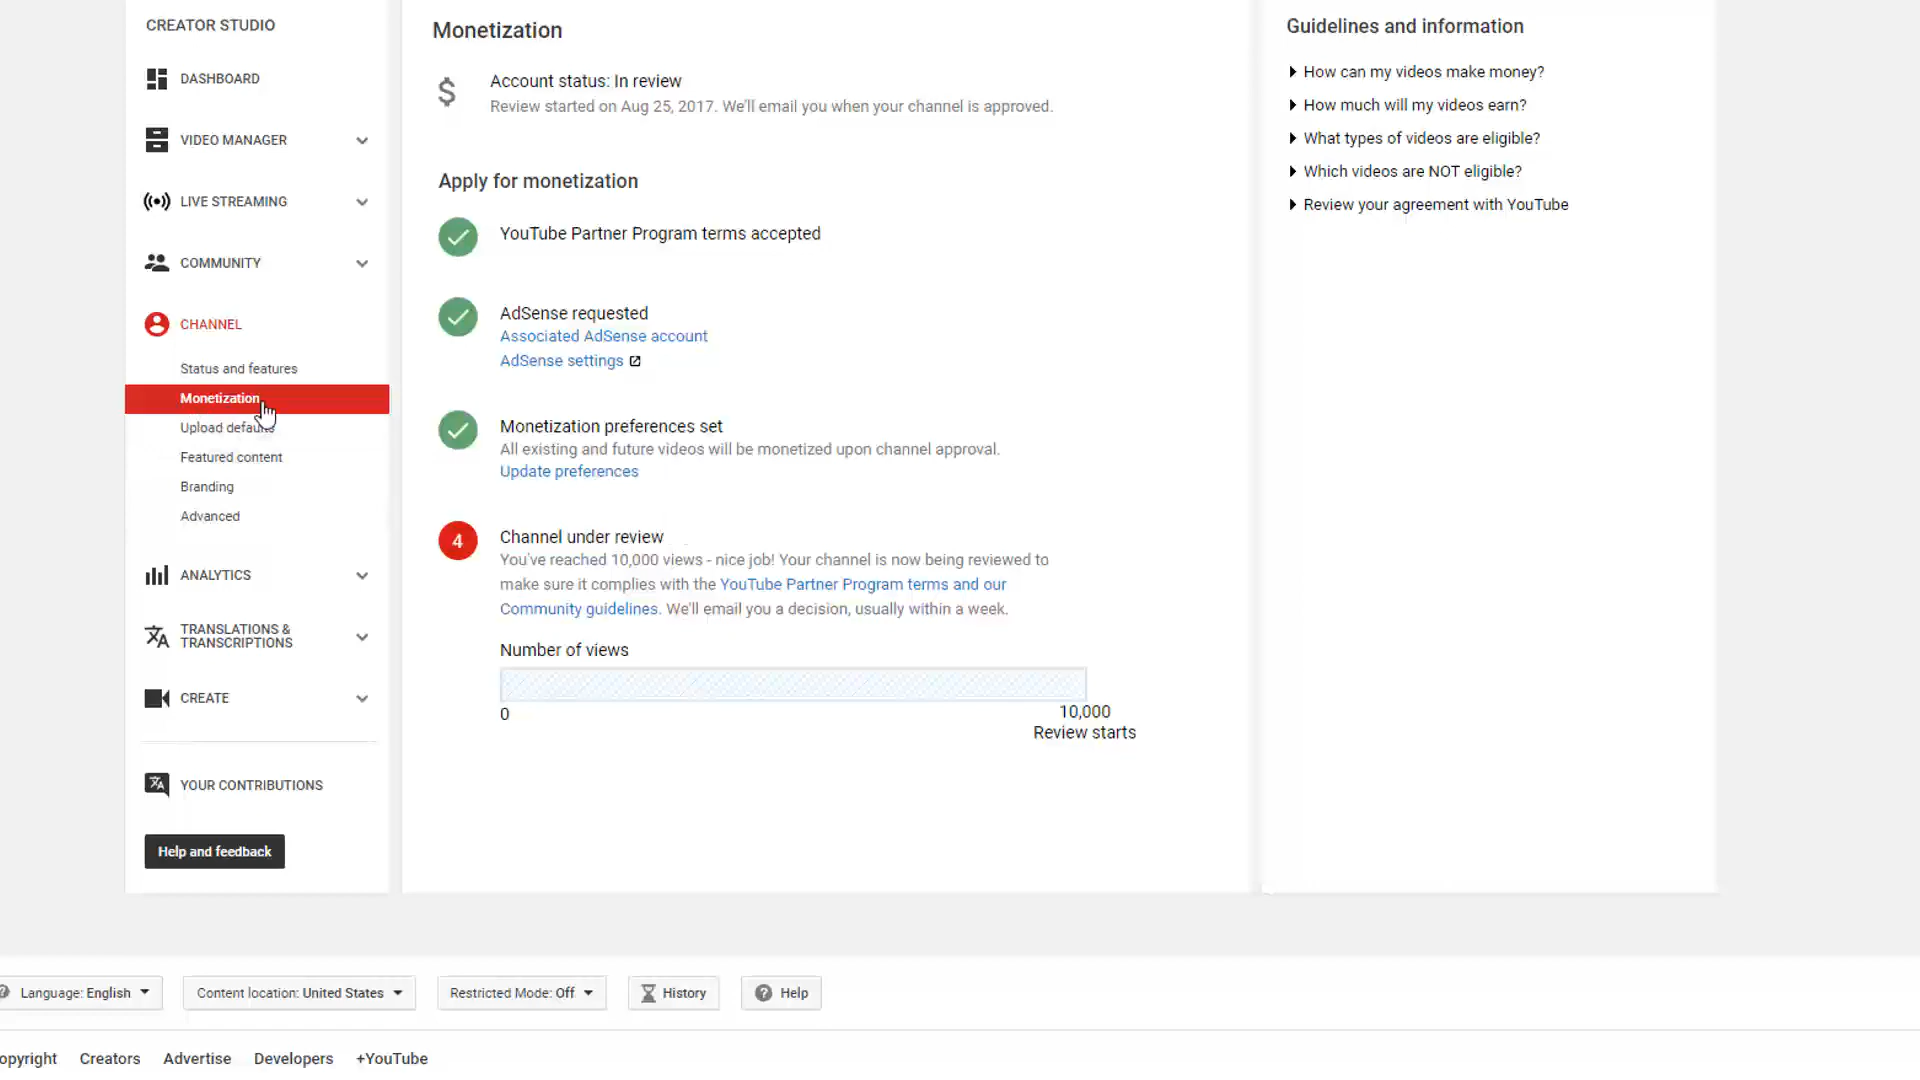 CREATOR STUDIO
DASHBOARD
VIDEO MANAGER
LIVE STREAMING
COMMUNITY
CHANNEL
Status and features
Monetization
Upload defaults
Featured content
Branding
Advanced
ANALYTICS
TRANSLATIONS &
TRANSCRIPTIONS
CREATE
YOUR CONTRIBUTIONS
Help and feedback
Monetization
$
Account status: In review
Review started on Aug 25, 2017. We'll email you when your channel is approved.
Apply for monetization
YouTube Partner Program terms accepted
AdSense requested
Associated AdSense account
AdSense settings
Monetization preferences set
All existing and future videos will be monetized upon channel approval.
Update preferences
4
Channel under review
You've reached 10,000 views - nice job! Your channel is now being reviewed to
make sure it complies with the YouTube Partner Program terms and our
Community guidelines. We'll email you a decision, usually within a week.
Number of views
0
10,000
Review starts
Guidelines and information
How can my videos make money?
How much will my videos earn?
What types of videos are eligible?
Which videos are NOT eligible?
Review your agreement with YouTube
Language: English
Content location: United States
Restricted Mode: Off
History
Help
opyright
Creators
Advertise
Developers
+YouTube